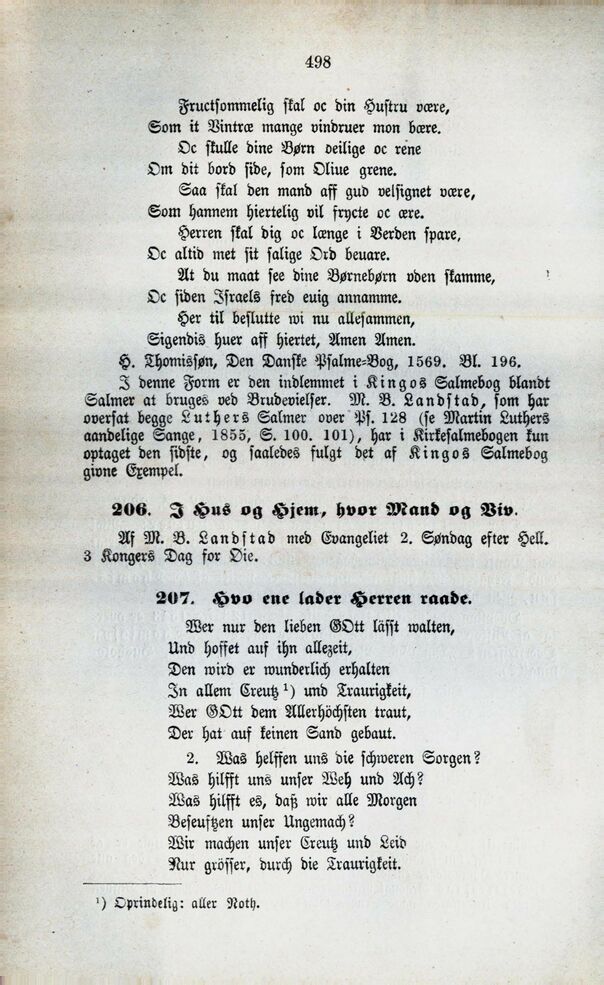 498
Fructsommelig skal oc din Hustru være,
Som it Vintræ mange vindruer mon bære.
Oc skulle dine Børn deilige oc rene
Om dit bord side, som Oliue grene.
Saa skal den mand aff gud velsignet være,
Som hannem hiertelig vil frycte oc ære.
Herren skal dig oc længe i Verden spare,
Oc altid met sit salige Ord beuare.
At du maat see dine Børnebørn vden skamme,
Oc siden Israels fred euig annamme.
Her til beslutte wi nu allesammen,
Sigendis huer aff hiertet, Amen Amen.
H. Thomissøn, Den Danske Psalme-Bog, 1569. Bl. 196.
I denne Form er den indlemmet i Kingos Salmebog blandt
Salmer at bruges ved Brudevielser. M. B. Landstad, som har
oversat begge Luthers Salmer over Ps. 128 (se Martin Luthers
aandelige Sange, 1855, S. 100. 101), har i Kirkesalmebogen kun
optaget den sidste, og saaledes fulgt det af Kingos Salmebog
givne Exempel.
206. I Hus og Hjem, hvor Mand og Viv.
Af M. B. Landstad med Evangeliet 2. Søndag efter Hell.
3 Kongers Dag for Øie.
207. Hvo ene lader Herren raade.
Wer nur den lieben GOtt lässt walten,
Und hoffet auf ihn allezeit,
Den wird er wunderlich erhalten
In allem Creutz ¹) und Traurigkeit,
Wer GOtt dem Allerhöchsten traut,
Der hat auf keinen Sand gebaut.
2. Was helffen uns die schweren Sorgen?
Was hilfft uns unser Weh und Ach?
Was hilfft es, daß wir alle Morgen
Beseufzen unser Ungemach?
Wir machen unser Creutz und Leid
Nur grösser, durch die Traurigkeit.
¹) Oprindelig: aller Noth.